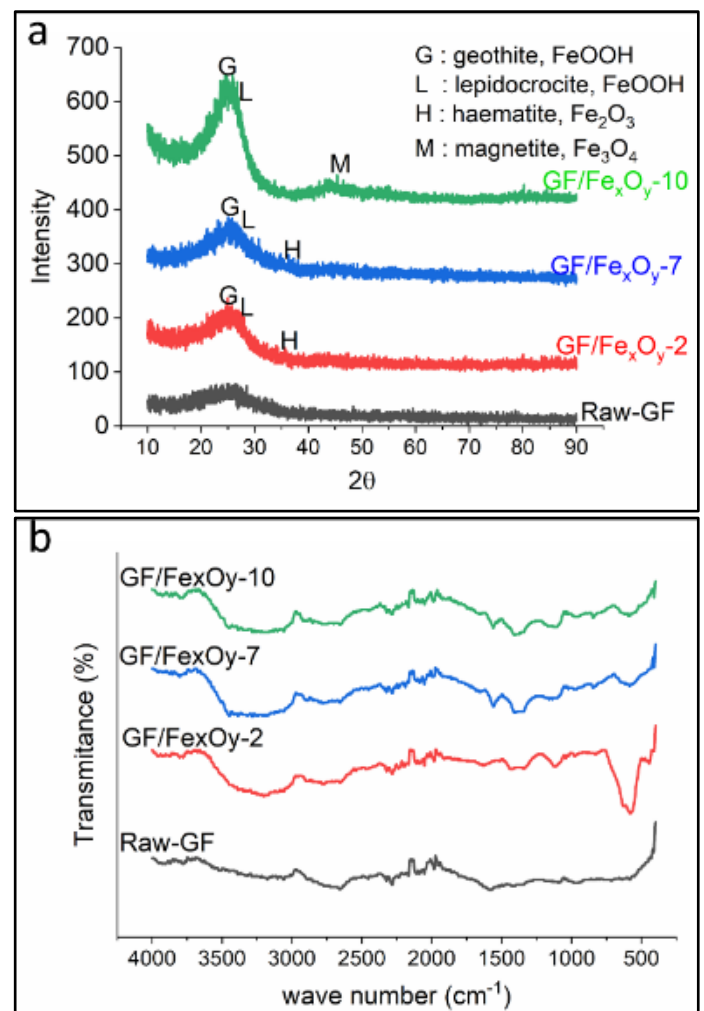 a
700
600
500
400
300
200
100
0
Intensity
G : geothite, FeOOH
L : lepidocrocite, FeOOH
H : haematite, Fe₂O₃
M : magnetite, Fe₃O₄
G
L
M
GF/FeₓOᵧ-10
G
L
H
GF/FeₓOᵧ-7
G
L
H
GF/FeₓOᵧ-2
Raw-GF
10 20 30 40 50 60 70 80 90
2θ
b
GF/FexOy-10
GF/FexOy-7
GF/FexOy-2
Raw-GF
Transmitance (%)
4000 3500 3000 2500 2000 1500 1000 500
wave number (cm⁻¹)